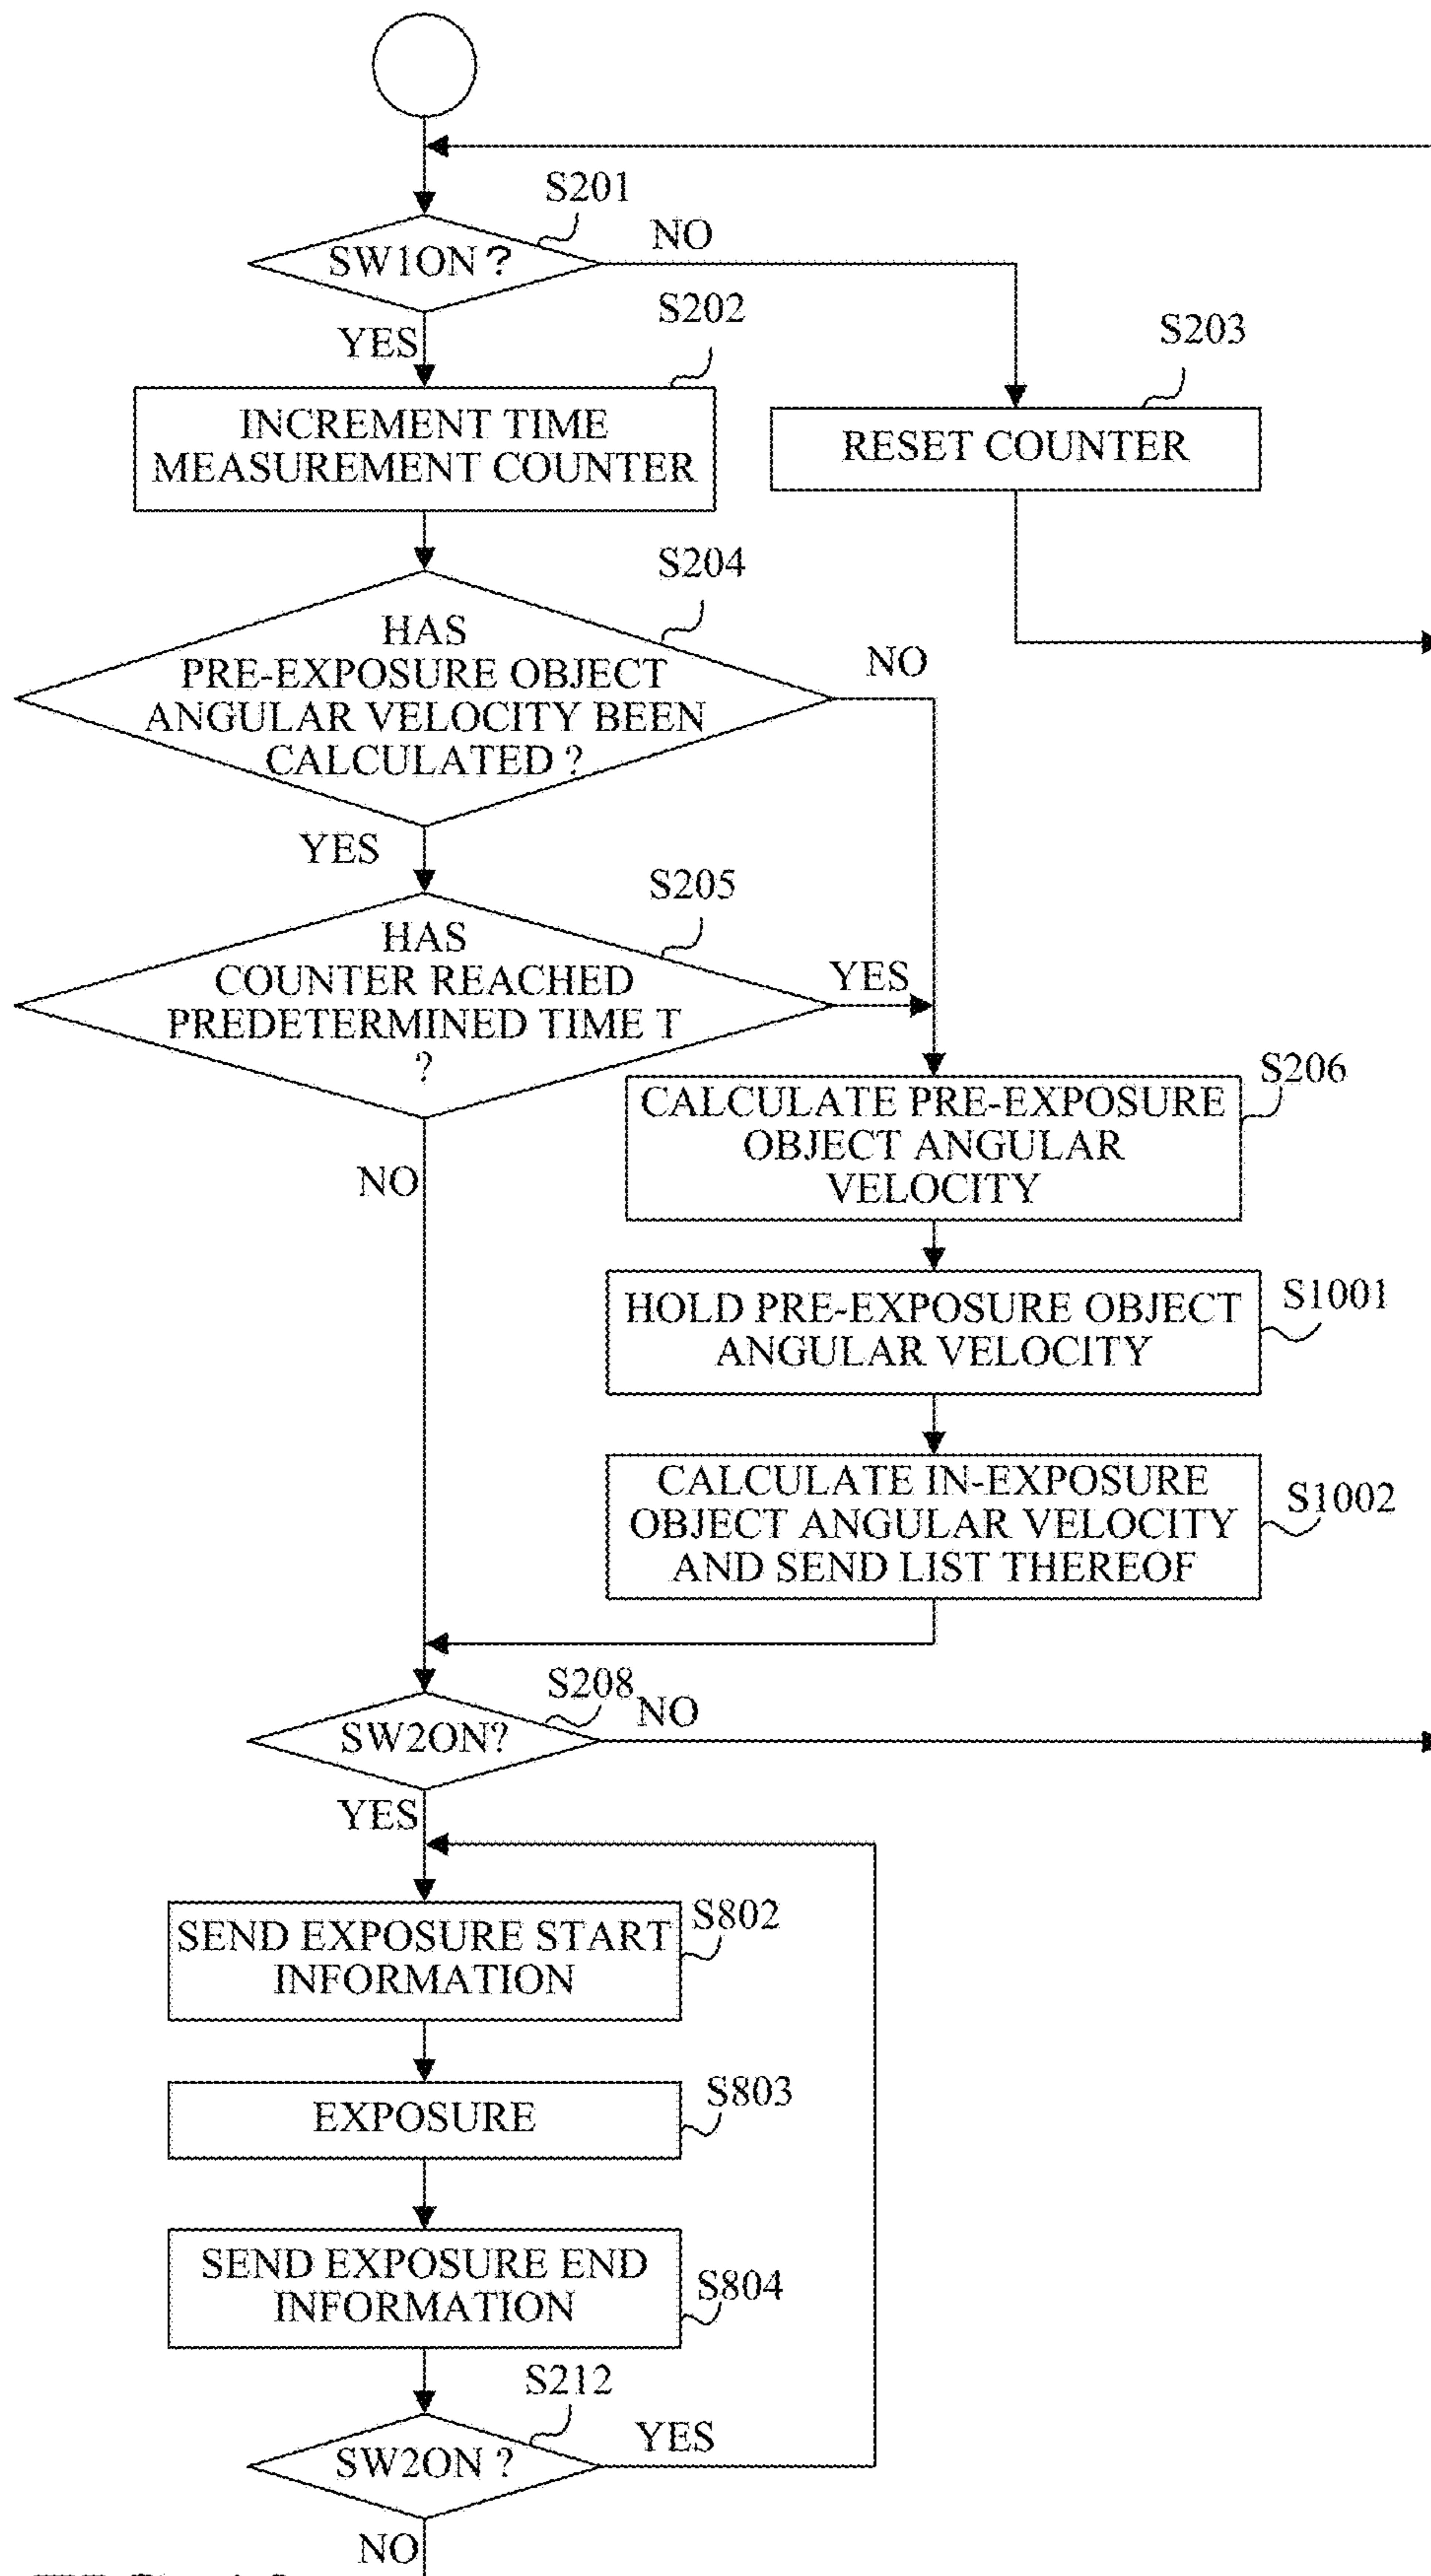 S201
SW1ON ?
NO
S202
YES
S203
INCREMENT TIME
MEASUREMENT COUNTER
RESET COUNTER
S204
HAS
PRE-EXPOSURE OBJECT
ANGULAR VELOCITY BEEN
CALCULATED ?
NO
YES
S205
HAS
COUNTER REACHED
PREDETERMINED TIME T
?
YES
S206
CALCULATE PRE-EXPOSURE
OBJECT ANGULAR
VELOCITY
NO
S1001
HOLD PRE-EXPOSURE OBJECT
ANGULAR VELOCITY
S1002
CALCULATE IN-EXPOSURE
OBJECT ANGULAR VELOCITY
AND SEND LIST THEREOF
S208
SW2ON?
NO
YES
S802
SEND EXPOSURE START
INFORMATION
S803
EXPOSURE
S804
SEND EXPOSURE END
INFORMATION
S212
SW2ON ?
YES
NO